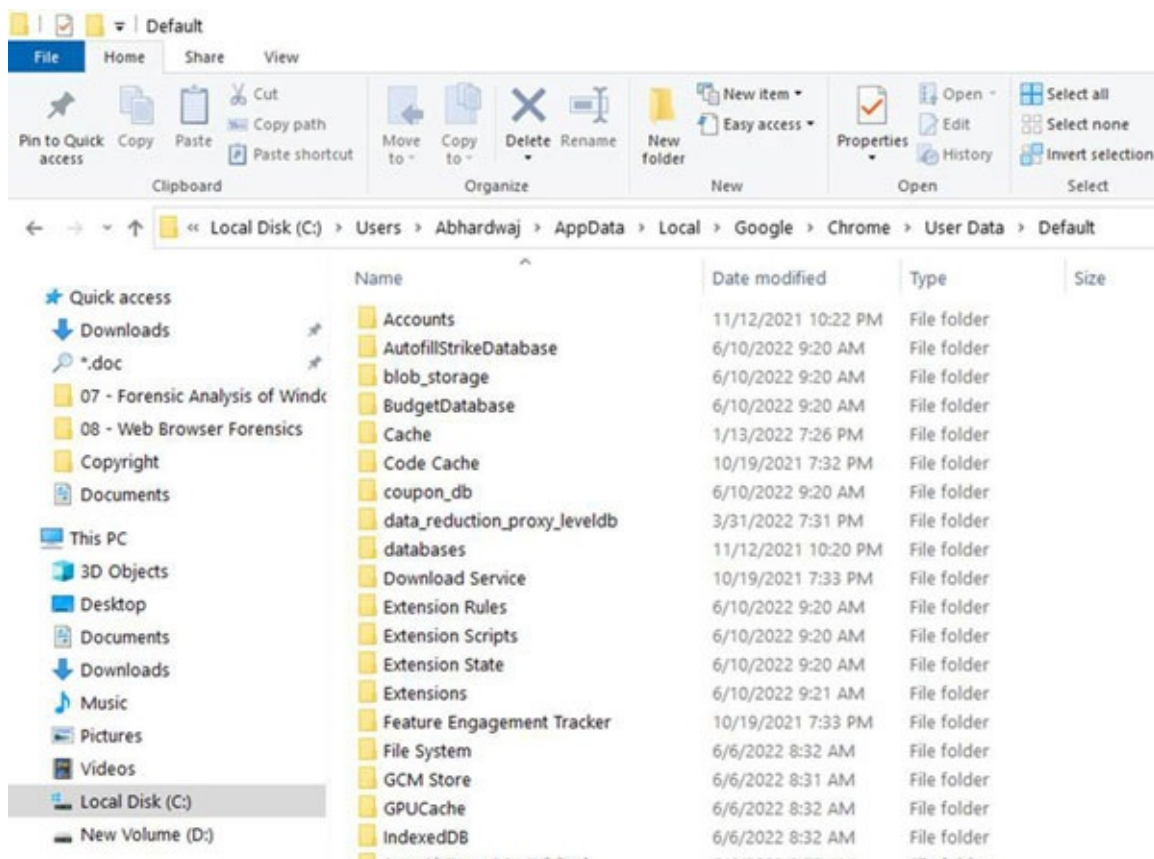 Default
File Home Share View
Pin to Quick access
Copy
Paste
Cut
Copy path
Paste shortcut
Clipboard
Move to
Copy to
Delete
Rename
Organize
New folder
New item
Easy access
New
Properties
Open
Edit
History
Open
Select all
Select none
Invert selection
Select
« Local Disk (C:) › Users › Abhardwaj › AppData › Local › Google › Chrome › User Data › Default
Quick access
Downloads
*.doc
07 - Forensic Analysis of Windo
08 - Web Browser Forensics
Copyright
Documents
This PC
3D Objects
Desktop
Documents
Downloads
Music
Pictures
Videos
Local Disk (C:)
New Volume (D:)
Name Date modified Type Size
Accounts 11/12/2021 10:22 PM File folder
AutofillStrikeDatabase 6/10/2022 9:20 AM File folder
blob_storage 6/10/2022 9:20 AM File folder
BudgetDatabase 6/10/2022 9:20 AM File folder
Cache 1/13/2022 7:26 PM File folder
Code Cache 10/19/2021 7:32 PM File folder
coupon_db 6/10/2022 9:20 AM File folder
data_reduction_proxy_leveldb 3/31/2022 7:31 PM File folder
databases 11/12/2021 10:20 PM File folder
Download Service 10/19/2021 7:33 PM File folder
Extension Rules 6/10/2022 9:20 AM File folder
Extension Scripts 6/10/2022 9:20 AM File folder
Extension State 6/10/2022 9:20 AM File folder
Extensions 6/10/2022 9:21 AM File folder
Feature Engagement Tracker 10/19/2021 7:33 PM File folder
File System 6/6/2022 8:32 AM File folder
GCM Store 6/6/2022 8:31 AM File folder
GPUCache 6/6/2022 8:32 AM File folder
IndexedDB 6/6/2022 8:32 AM File folder